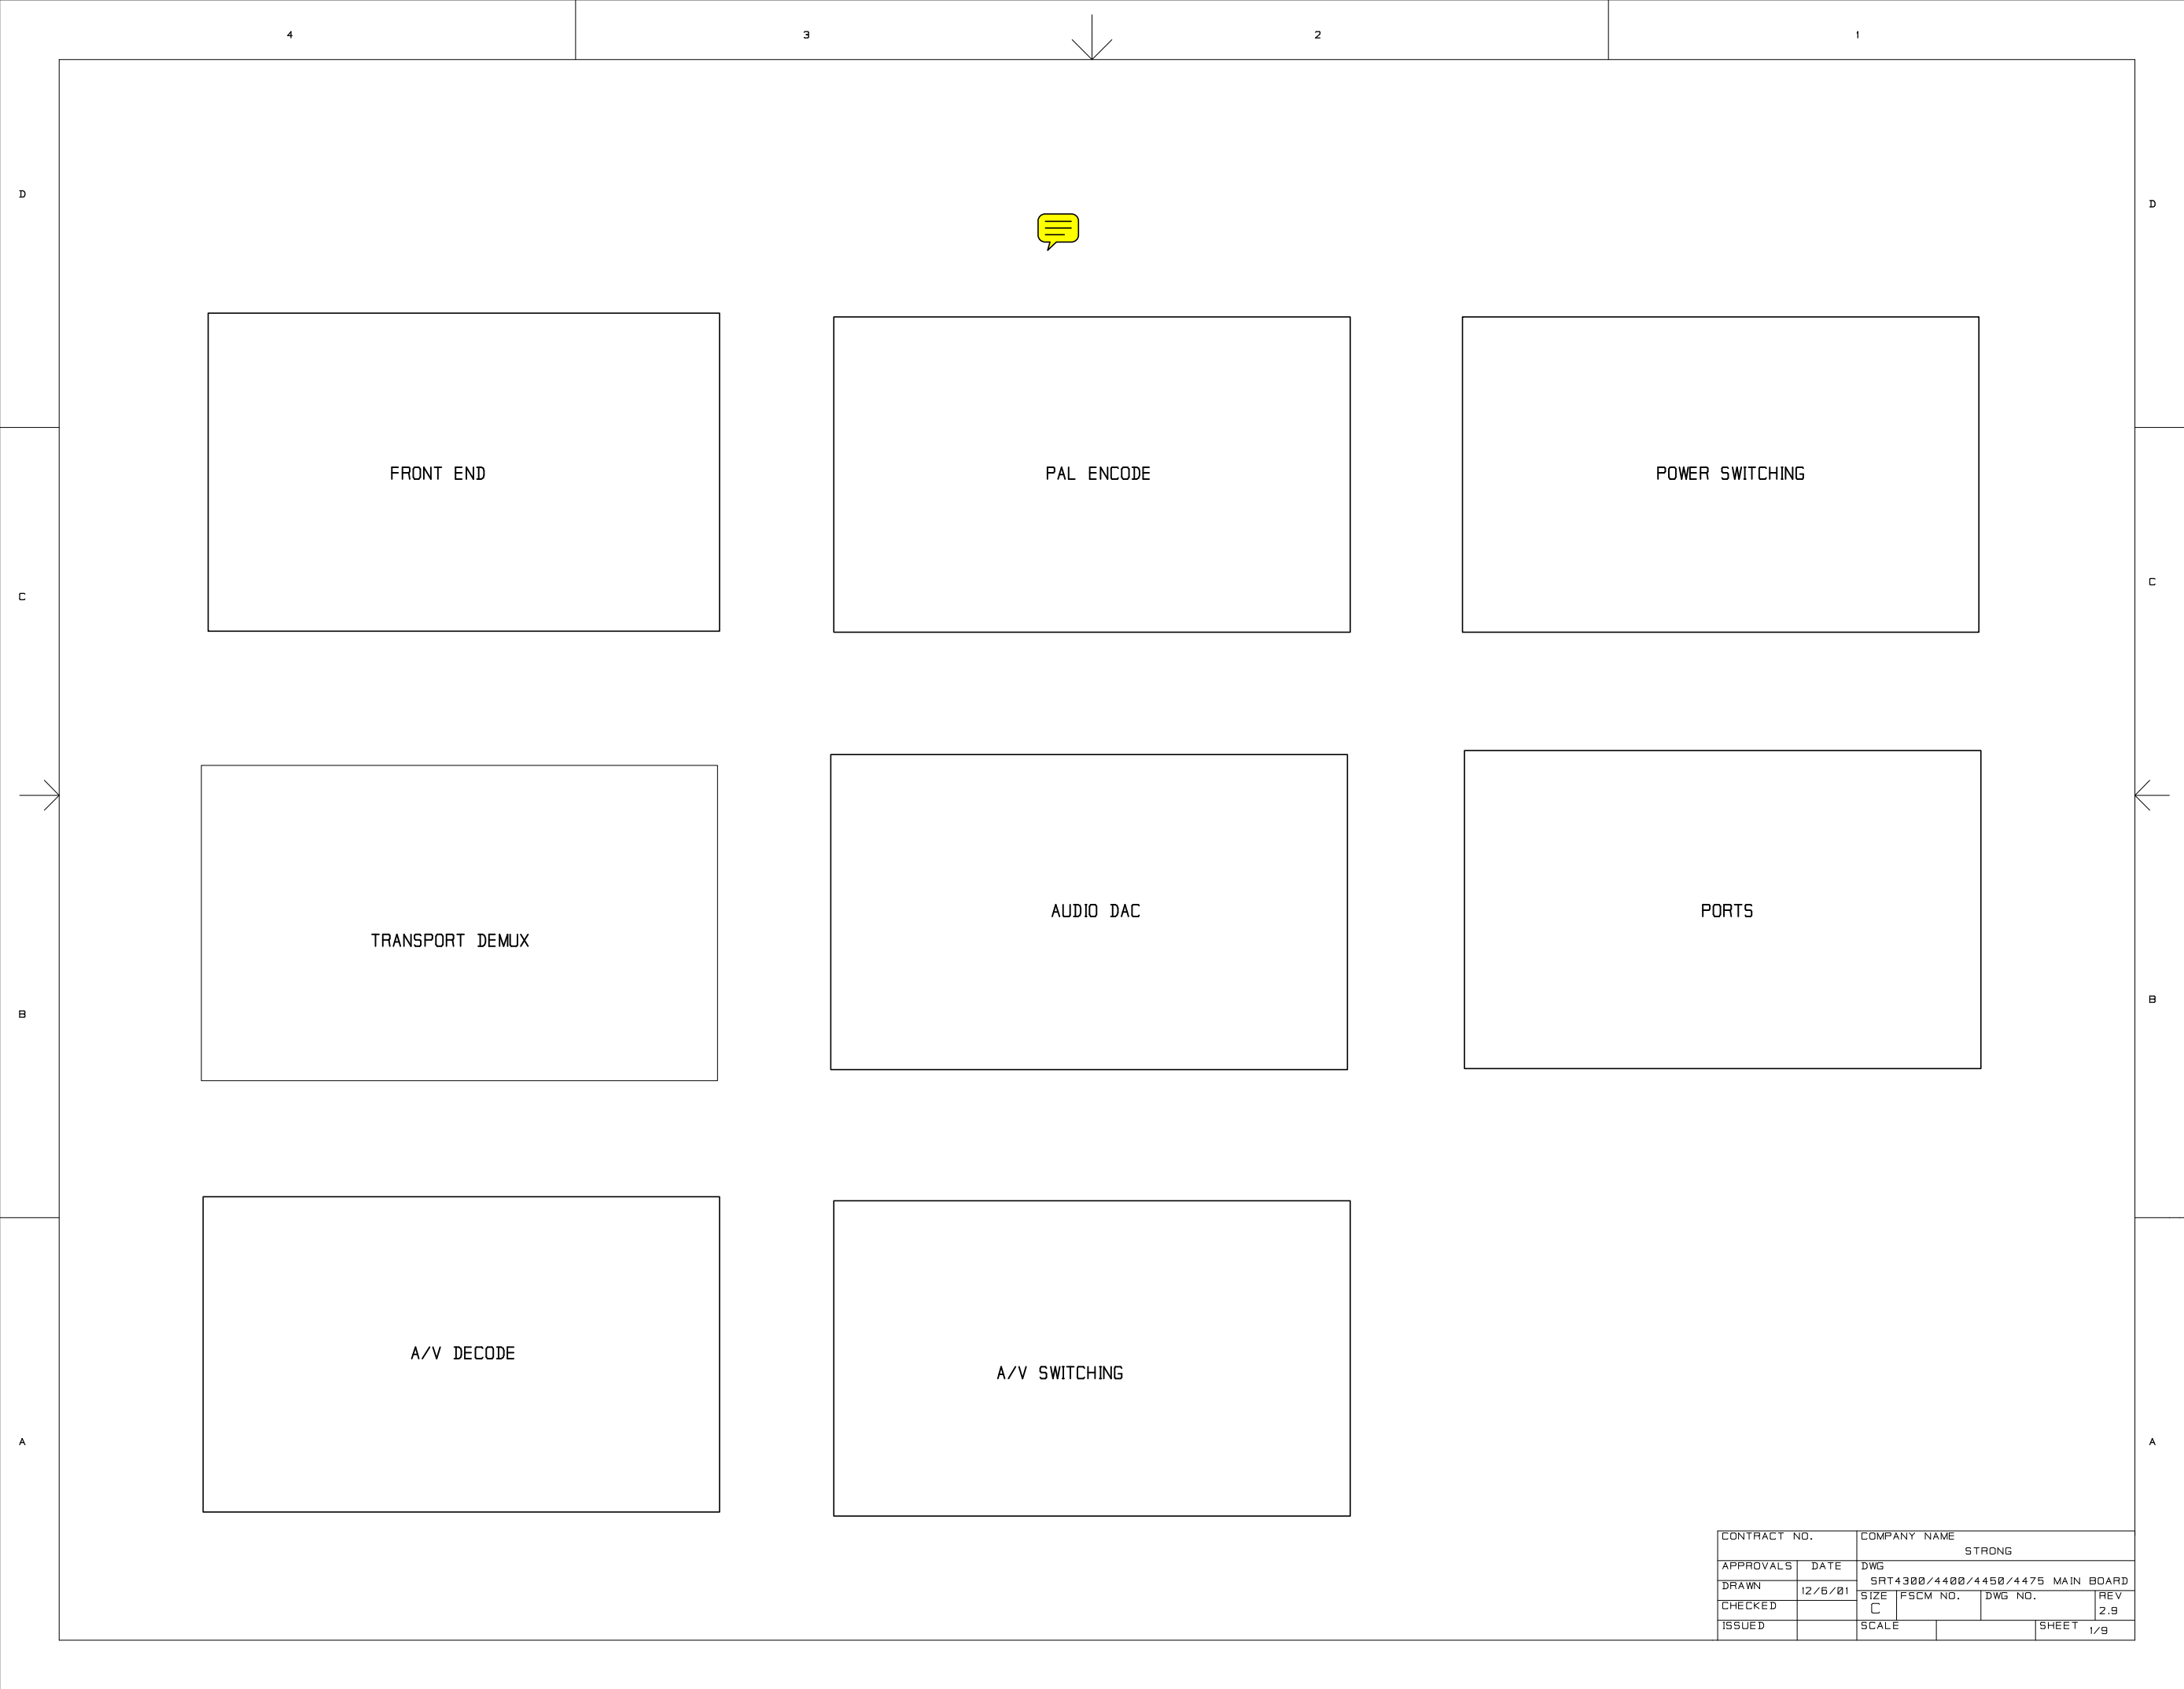 4 3 2 1
D D
FRONT END PAL ENCODE POWER SWITCHING
C C
TRANSPORT DEMUX AUDIO DAC PORTS
B B
A/V DECODE A/V SWITCHING
A A
CONTRACT NO. COMPANY NAME
STRONG
APPROVALS DATE DWG
SRT4300/4400/4450/4475 MAIN BOARD
DRAWN 12/6/01
SIZE FSCM NO. DWG NO. REV
CHECKED C 2.9
ISSUED SCALE SHEET 1/9